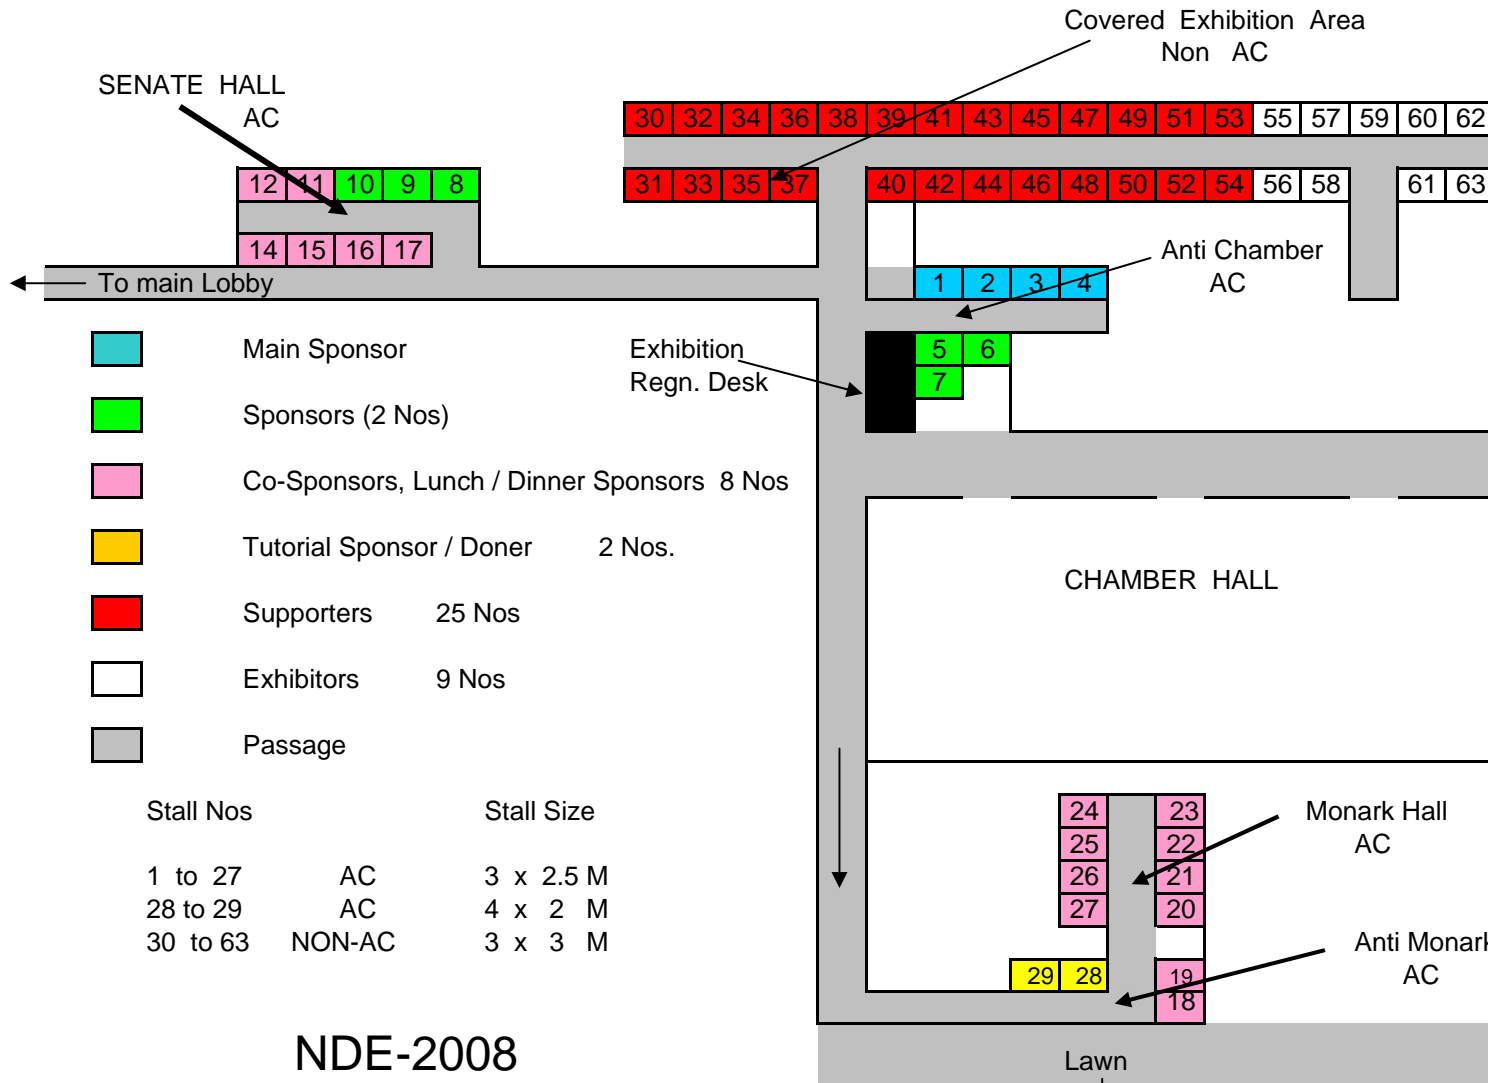 Covered Exhibition Area
Non AC
SENATE HALL
AC
30 32 34 36 38 39 41 43 45 47 49 51 53 55 57 59 60 62
12 11 10 9 8
31 33 35 37 40 42 44 46 48 50 52 54 56 58 61 63
14 15 16 17
Anti Chamber
AC
To main Lobby
1 2 3 4
Main Sponsor
Exhibition
Regn. Desk
5 6
7
Sponsors (2 Nos)
Co-Sponsors, Lunch / Dinner Sponsors 8 Nos
Tutorial Sponsor / Doner 2 Nos.
CHAMBER HALL
Supporters 25 Nos
Exhibitors 9 Nos
Passage
Stall Nos Stall Size
1 to 27 AC 3 x 2.5 M
28 to 29 AC 4 x 2 M
30 to 63 NON-AC 3 x 3 M
24 23
25 22
26 21
27 20
Monark Hall
AC
Anti Monark
AC
29 28 19
18
NDE-2008
Lawn